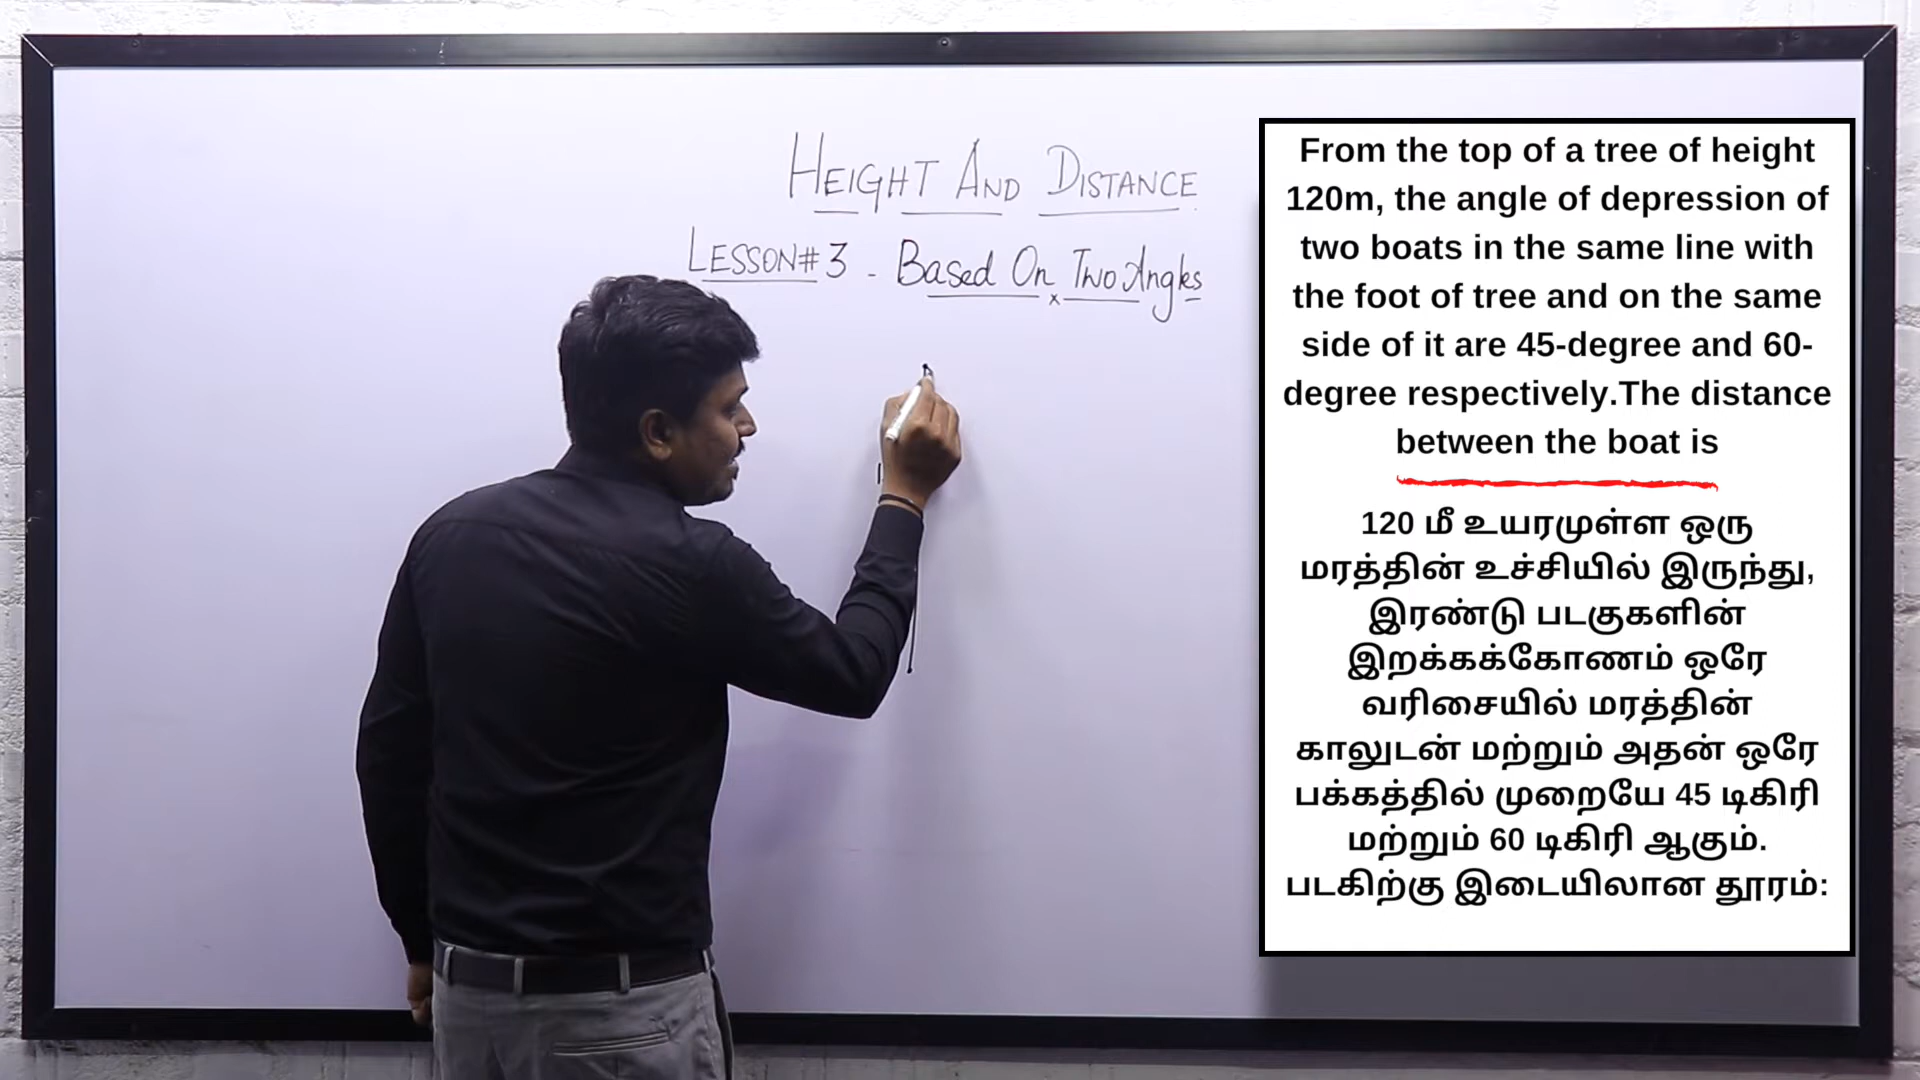 HEIGHT AND DISTANCE
LESSON#3 - Based On Two Angles
From the top of a tree of height
120m, the angle of depression of
two boats in the same line with
the foot of tree and on the same
side of it are 45-degree and 60-
degree respectively.The distance
between the boat is
120 மீ உயரமுள்ள ஒரு
மரத்தின் உச்சியில் இருந்து,
இரண்டு படகுகளின்
இறக்கக்கோணம் ஒரே
வரிசையில் மரத்தின்
காலுடன் மற்றும் அதன் ஒரே
பக்கத்தில் முறையே 45 டிகிரி
மற்றும் 60 டிகிரி ஆகும்.
படகிற்கு இடையிலான தூரம்: